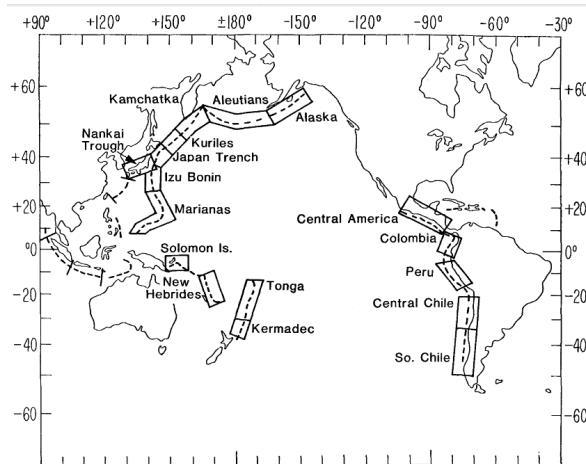 +90° +120° +150° ±180° -150° -120° -90° -60° -30°
+60
Kamchatka
Aleutians
+60
Alaska
Nankai
Trough
Kuriles
+40
Japan Trench
+40
Izu Bonin
+20
Marianas
Central America
+20
Colombia
0°
Solomon Is.
0°
New
Hebrides
Tonga
Peru
-20
Central Chile
-20
Kermadec
-40
So. Chile
-40
-60
-60